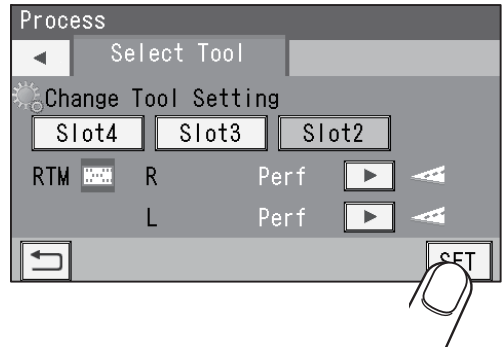 Process
Select Tool
Change Tool Setting
Slot4 Slot3 Slot2
RTM R Perf
L Perf
SET